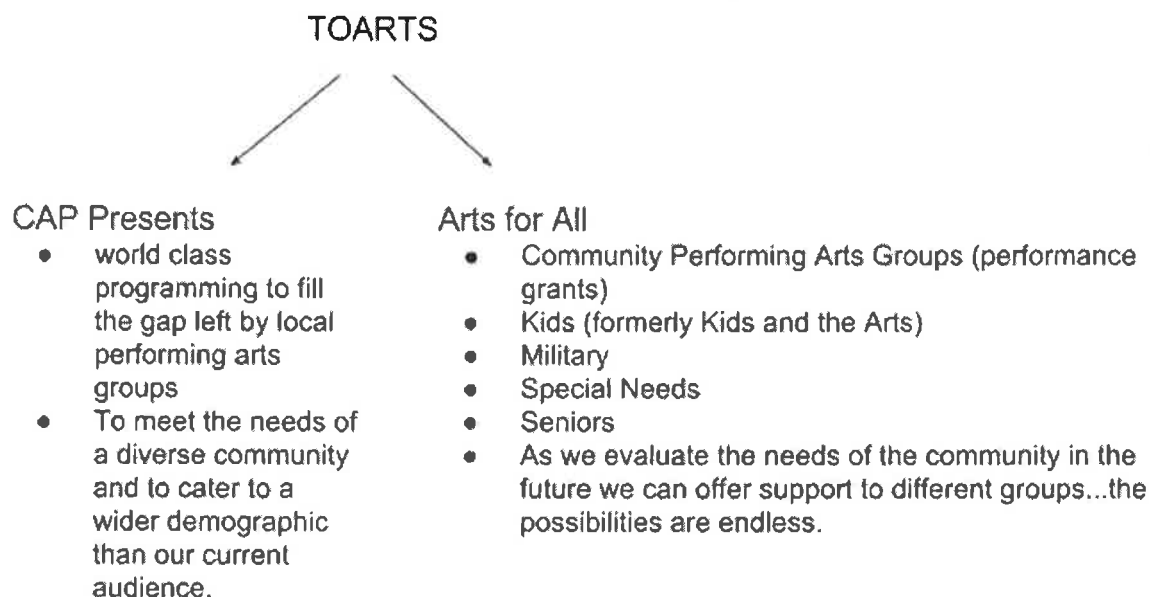 TOARTS
CAP Presents
• world class
programming to fill
the gap left by local
performing arts
groups
• To meet the needs of
a diverse community
and to cater to a
wider demographic
than our current
audience.
Arts for All
• Community Performing Arts Groups (performance
grants)
• Kids (formerly Kids and the Arts)
• Military
• Special Needs
• Seniors
• As we evaluate the needs of the community in the
future we can offer support to different groups...the
possibilities are endless.